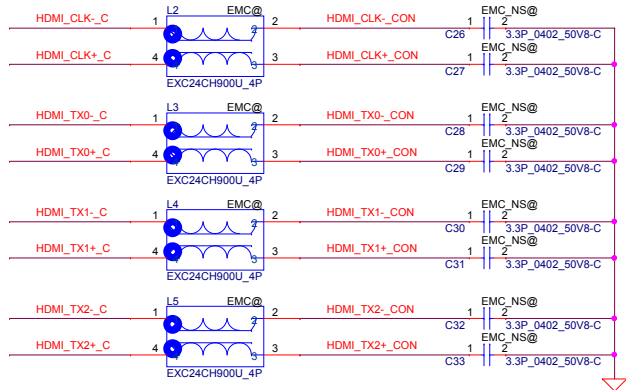 L2 EMC@ EMC_NS@
HDMI_CLK-_C 1 2 HDMI_CLK-_CON 1 2
C26 3.3P_0402_50V8-C
EMC_NS@
HDMI_CLK+_C 4 3 HDMI_CLK+_CON 1 2
C27 3.3P_0402_50V8-C
EXC24CH900U_4P
L3 EMC@ EMC_NS@
HDMI_TX0-_C 1 2 HDMI_TX0-_CON 1 2
C28 3.3P_0402_50V8-C
EMC_NS@
HDMI_TX0+_C 4 3 HDMI_TX0+_CON 1 2
C29 3.3P_0402_50V8-C
EXC24CH900U_4P
L4 EMC@ EMC_NS@
HDMI_TX1-_C 1 2 HDMI_TX1-_CON 1 2
C30 3.3P_0402_50V8-C
EMC_NS@
HDMI_TX1+_C 4 3 HDMI_TX1+_CON 1 2
C31 3.3P_0402_50V8-C
EXC24CH900U_4P
L5 EMC@ EMC_NS@
HDMI_TX2-_C 1 2 HDMI_TX2-_CON 1 2
C32 3.3P_0402_50V8-C
EMC_NS@
HDMI_TX2+_C 4 3 HDMI_TX2+_CON 1 2
C33 3.3P_0402_50V8-C
EXC24CH900U_4P